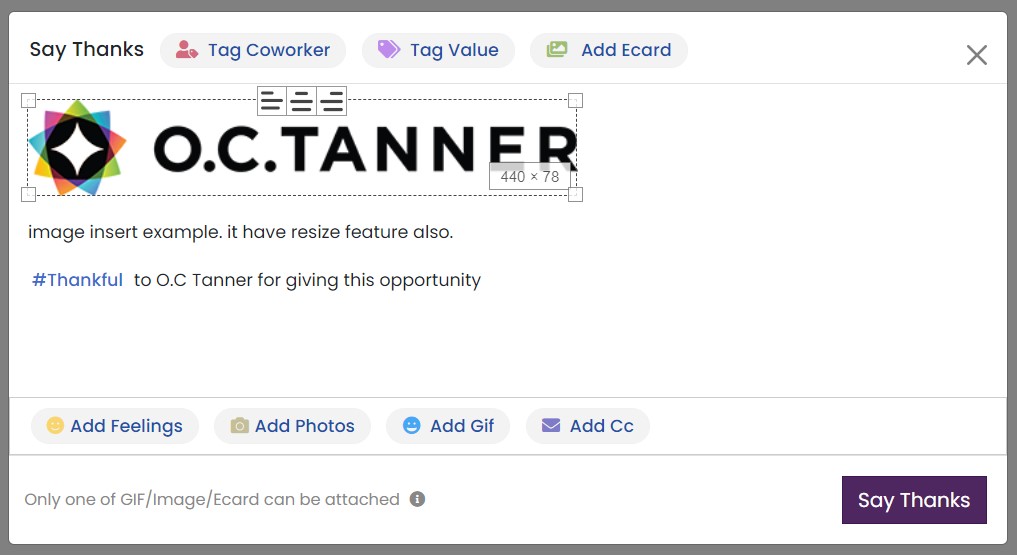 Say Thanks Tag Coworker Tag Value Add Ecard
O.C.TANNER
440 × 78
image insert example. it have resize feature also.
#Thankful to O.C Tanner for giving this opportunity
Add Feelings Add Photos Add Gif Add Cc
Only one of GIF/Image/Ecard can be attached
Say Thanks